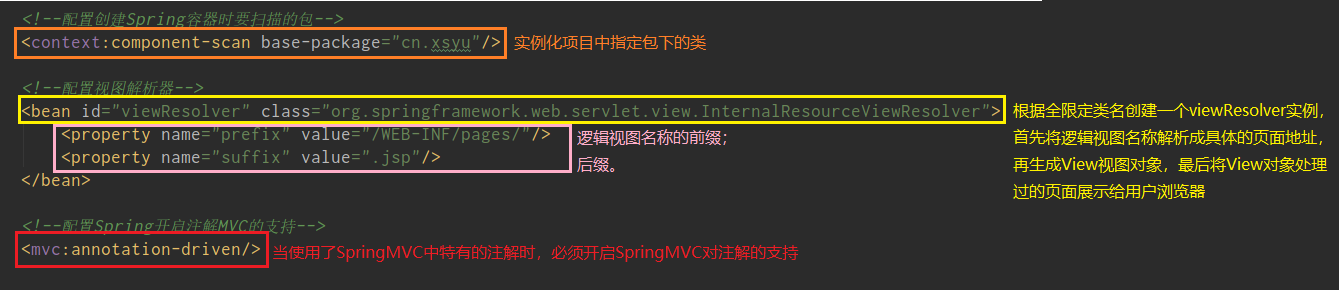 <!--配置创建Spring容器时要扫描的包-->
<context:component-scan base-package="cn.xsyu"/> 实例化项目中指定包下的类
<!--配置视图解析器-->
<bean id="viewResolver" class="org.springframework.web.servlet.view.InternalResourceViewResolver"> 根据全限定类名创建一个viewResolver实例，
首先将逻辑视图名称解析成具体的页面地址，
<property name="prefix" value="/WEB-INF/pages/"/> 逻辑视图名称的前缀；
<property name="suffix" value=".jsp"/> 后缀。
再生成View视图对象，最后将View对象处理
</bean>
过的页面展示给用户浏览器
<!--配置Spring开启注解MVC的支持-->
<mvc:annotation-driven/> 当使用了SpringMVC中特有的注解时，必须开启SpringMVC对注解的支持